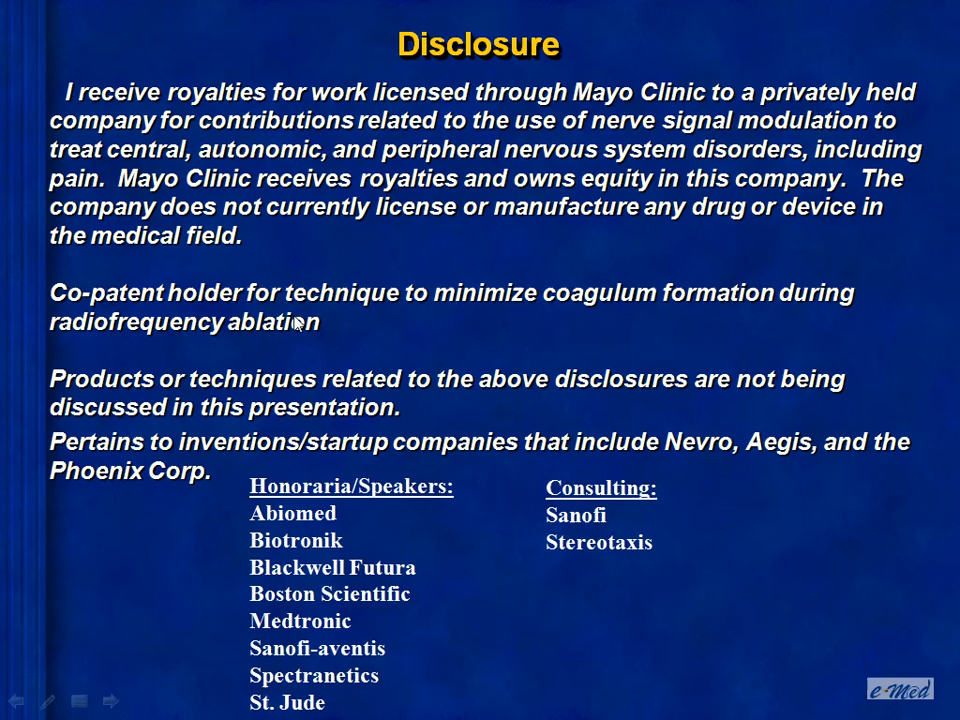 Disclosure
I receive royalties for work licensed through Mayo Clinic to a privately held
company for contributions related to the use of nerve signal modulation to
treat central, autonomic, and peripheral nervous system disorders, including
pain. Mayo Clinic receives royalties and owns equity in this company. The
company does not currently license or manufacture any drug or device in
the medical field.
Co-patent holder for technique to minimize coagulum formation during
radiofrequency ablation
Products or techniques related to the above disclosures are not being
discussed in this presentation.
Pertains to inventions/startup companies that include Nevro, Aegis, and the
Phoenix Corp.
Honoraria/Speakers:
Abiomed
Biotronik
Blackwell Futura
Boston Scientific
Medtronic
Sanofi-aventis
Spectranetics
St. Jude
Consulting:
Sanofi
Stereotaxis
e-Med